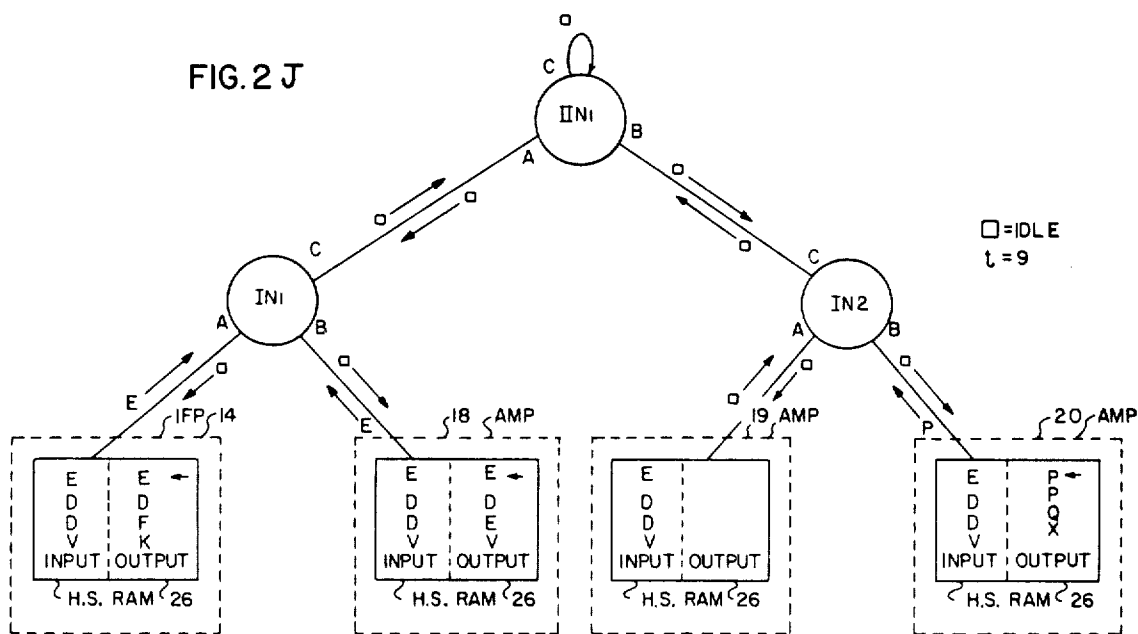 FIG. 2 J
C
IIN1
A
B
□=IDLE
t=9
C
C
IN1
IN2
A
B
A
B
E
E
P
IFP 14
18 AMP
19 AMP
20 AMP
E E
D D
D F
V K
INPUT OUTPUT
H.S. RAM 26
E E
D D
D E
V V
INPUT OUTPUT
H.S. RAM 26
E
D
D
V
INPUT OUTPUT
H.S. RAM 26
E P
D P
D Q
V X
INPUT OUTPUT
H.S. RAM 26